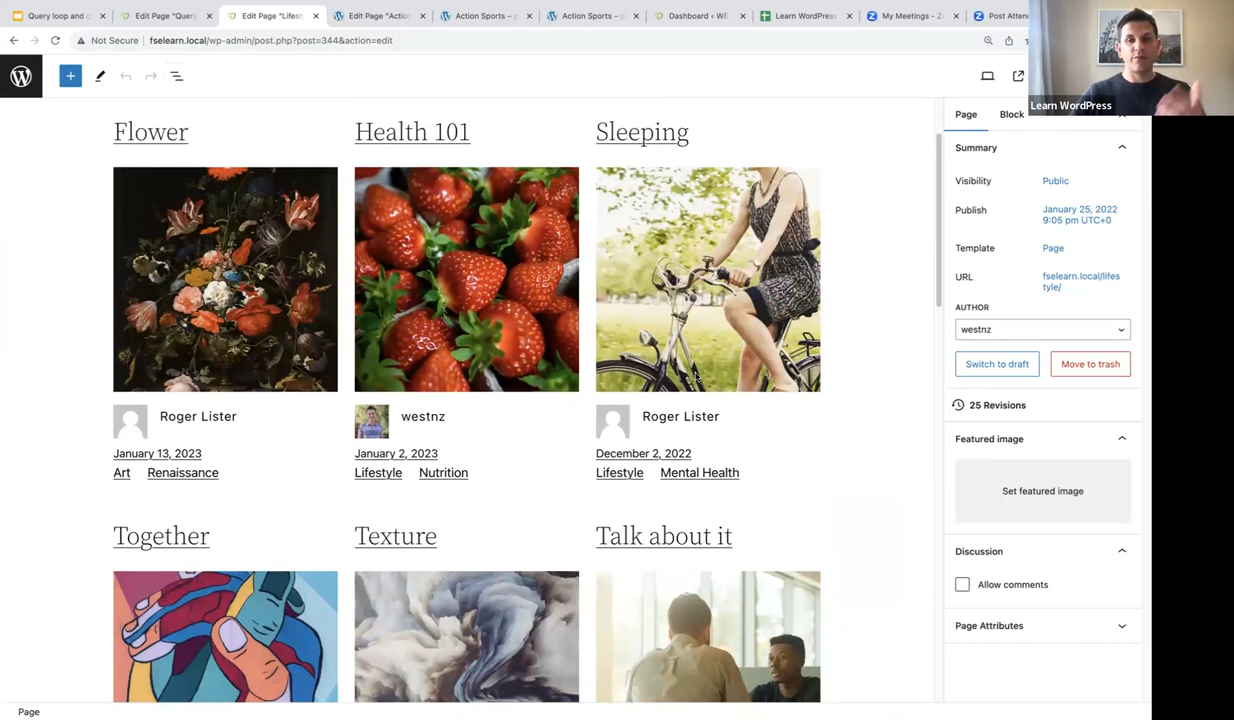 Query loop and c
Edit Page "Query
Edit Page "Lifest
Edit Page "Action
Action Sports –
Action Sports –
Dashboard ‹ WE
Learn WordPress
My Meetings - Z
Post Attend
Not Secure
fselearn.local/wp-admin/post.php?post=344&action=edit
Learn WordPress
Page
Block
Flower
Health 101
Sleeping
Summary
Visibility
Public
Publish
January 25, 2022
9:05 pm UTC+0
Template
Page
URL
fselearn.local/lifes
tyle/
AUTHOR
westnz
Switch to draft
Move to trash
Roger Lister
January 13, 2023
Art
Renaissance
westnz
January 2, 2023
Lifestyle
Nutrition
Roger Lister
December 2, 2022
Lifestyle
Mental Health
25 Revisions
Featured image
Set featured image
Together
Texture
Talk about it
Discussion
Allow comments
Page Attributes
Page